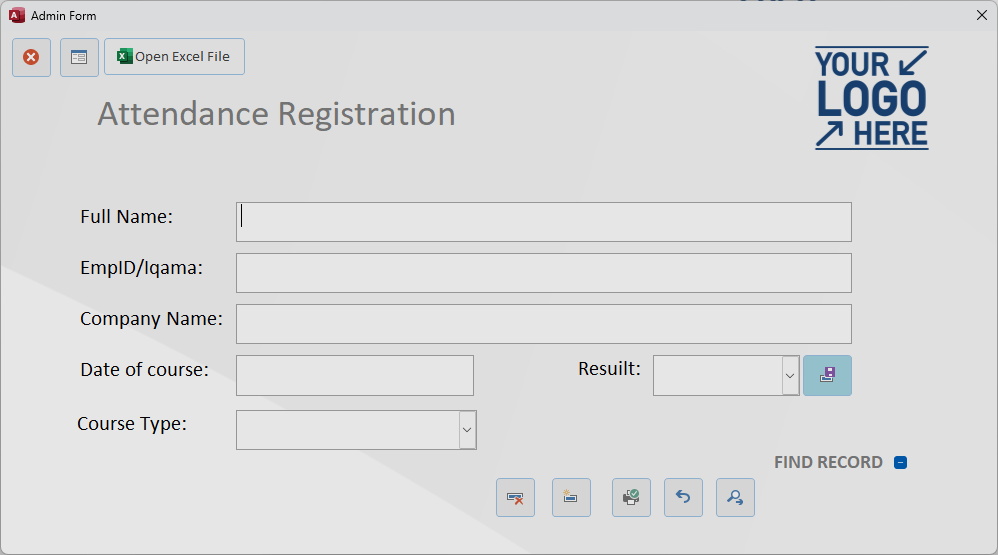 Admin Form
Open Excel File
YOUR
LOGO
HERE
Attendance Registration
Full Name:
EmpID/Iqama:
Company Name:
Date of course:
Resuilt:
Course Type:
FIND RECORD